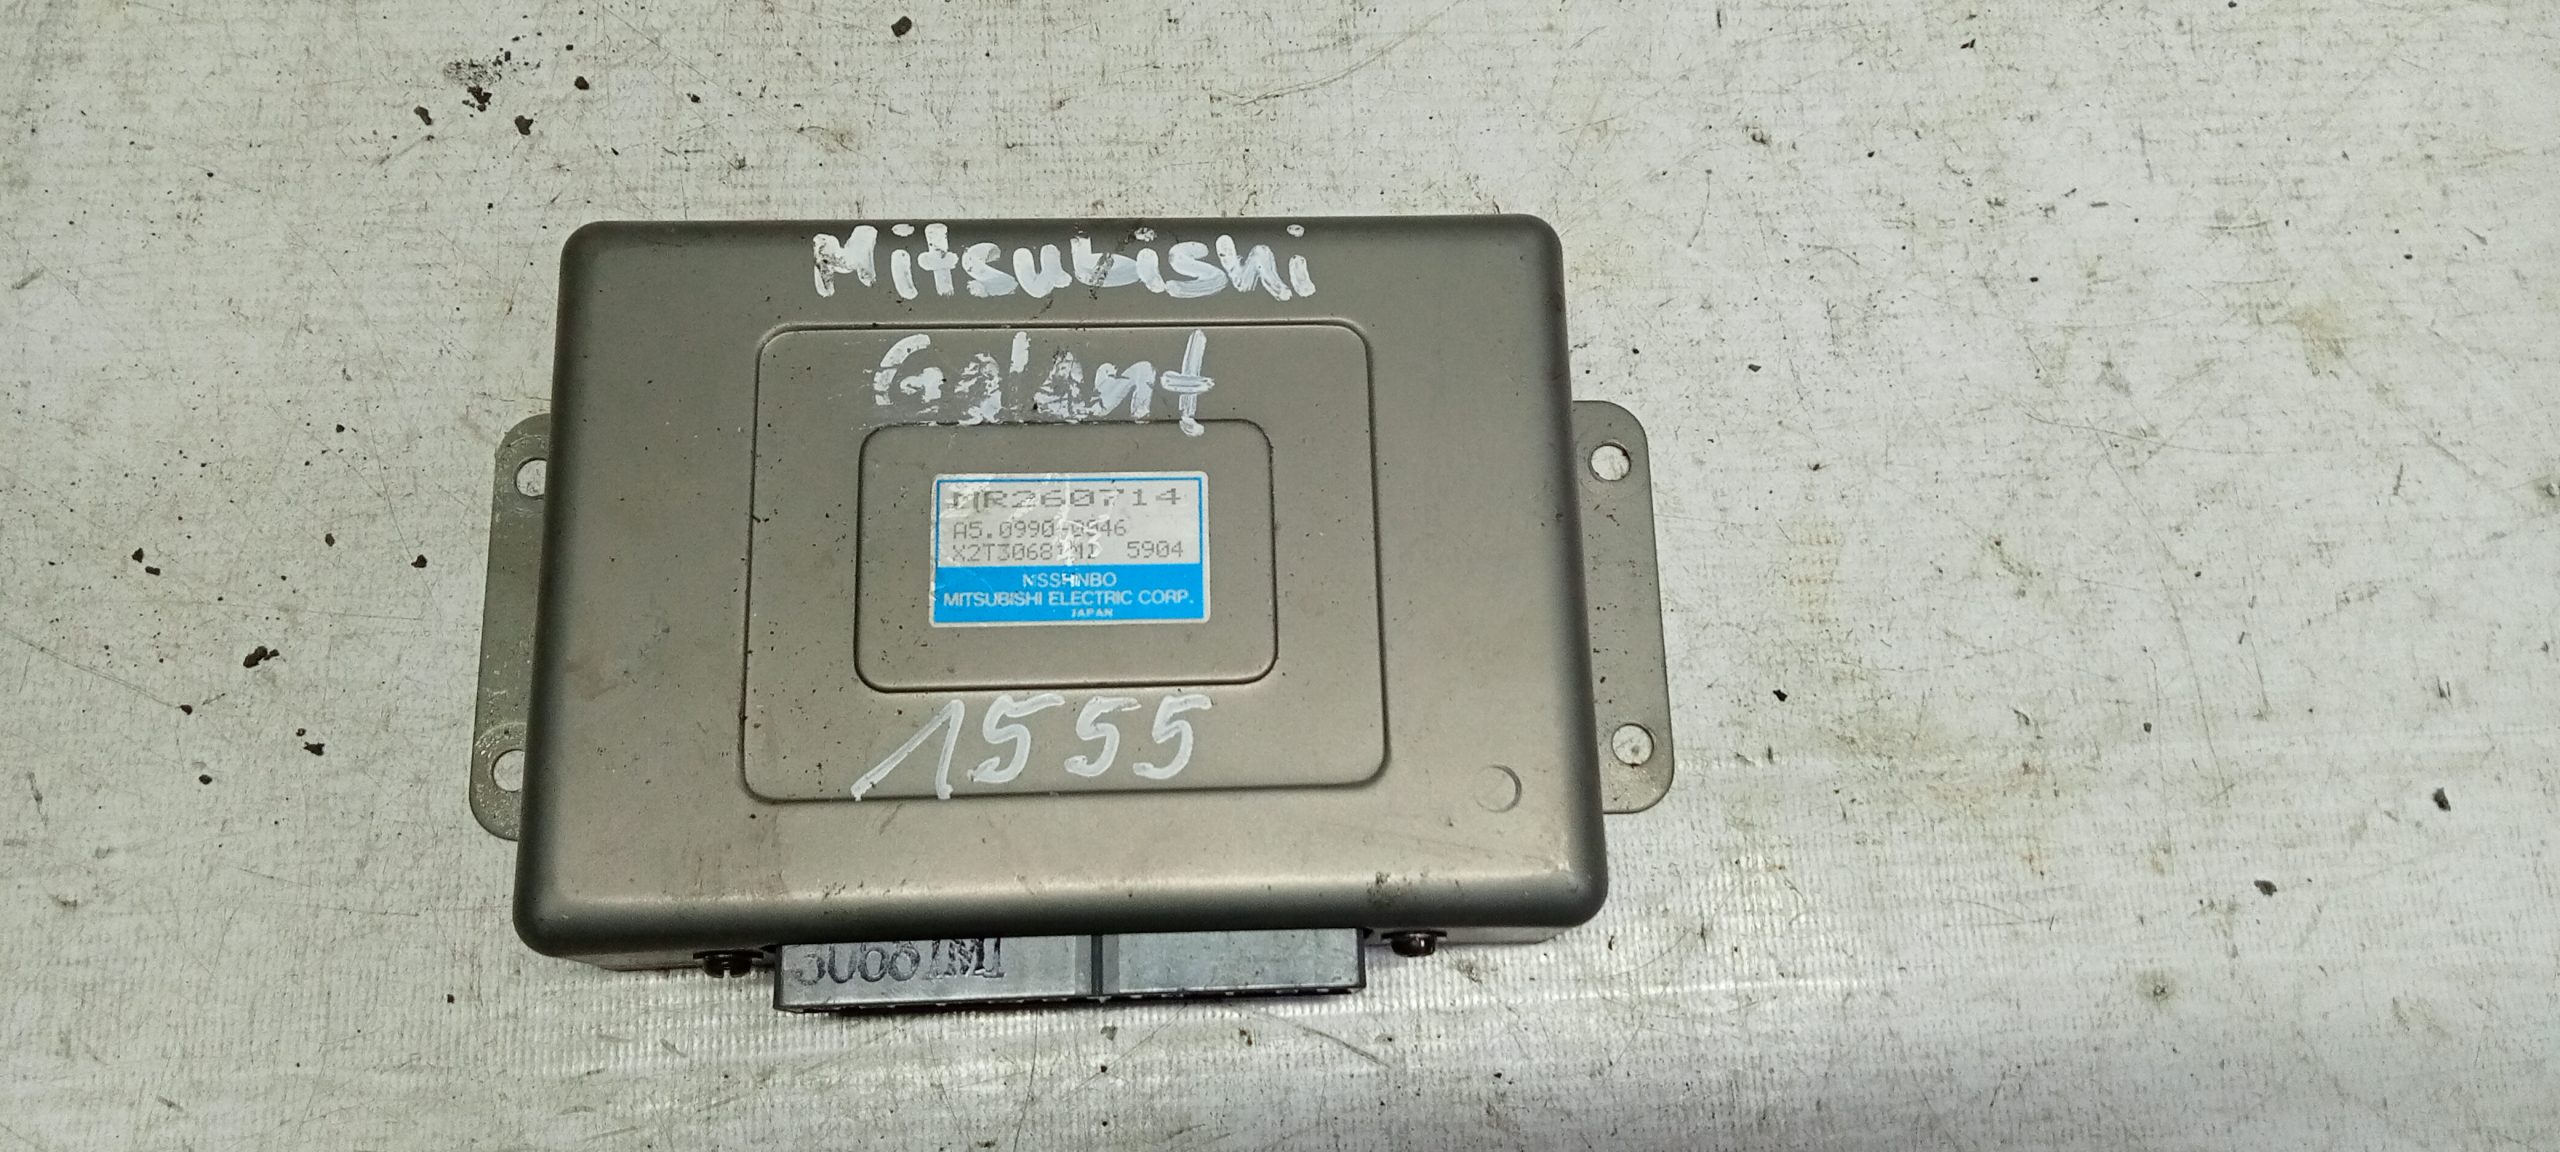 Mitsubishi
Galant
MR260714
A5.0990-0946
X2T30681M1 5904
NISSHINBO
MITSUBISHI ELECTRIC CORP.
JAPAN
1555